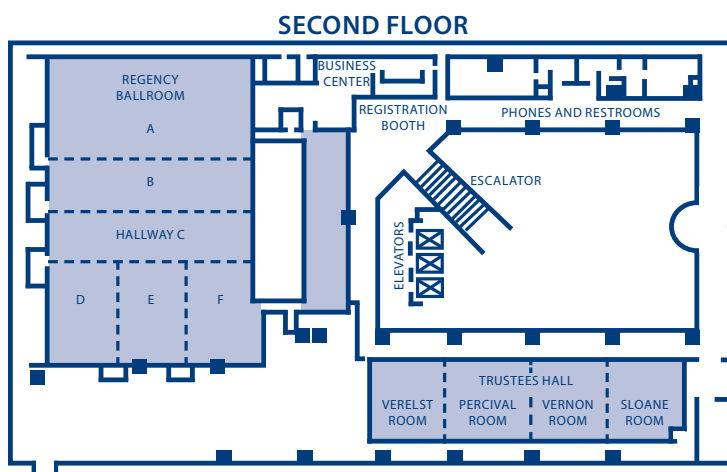 SECOND FLOOR
BUSINESS
CENTER
REGENCY
BALLROOM
A
REGISTRATION
BOOTH
PHONES AND RESTROOMS
B
ESCALATOR
HALLWAY C
ELEVATORS
D
E
F
TRUSTEES HALL
VERELST
ROOM
PERCIVAL
ROOM
VERNON
ROOM
SLOANE
ROOM